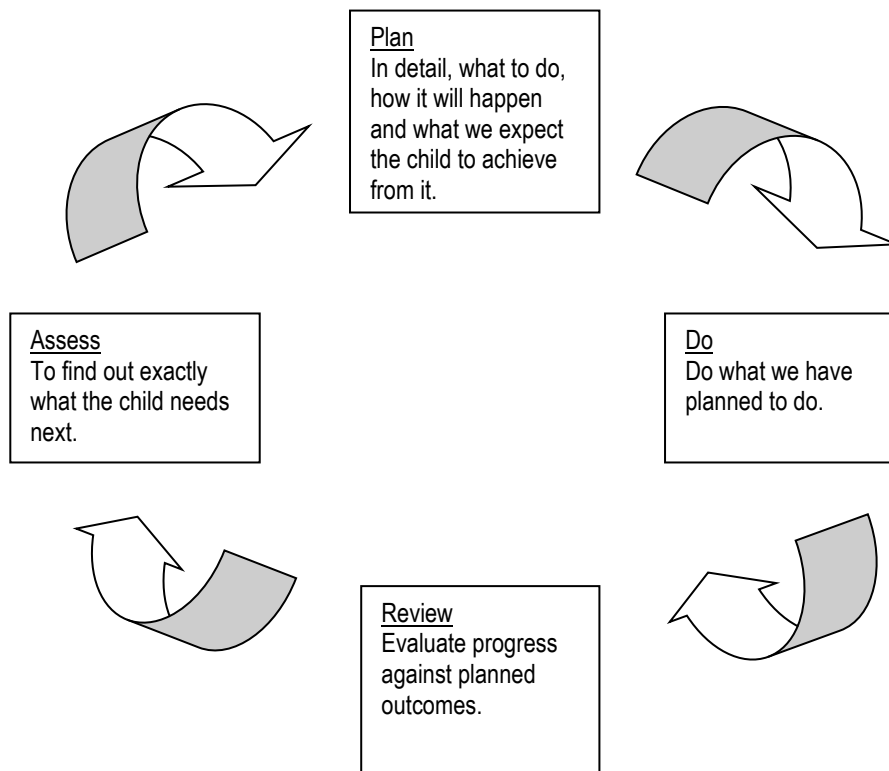 Plan
In detail, what to do,
how it will happen
and what we expect
the child to achieve
from it.
Assess
To find out exactly
what the child needs
next.
Do
Do what we have
planned to do.
Review
Evaluate progress
against planned
outcomes.